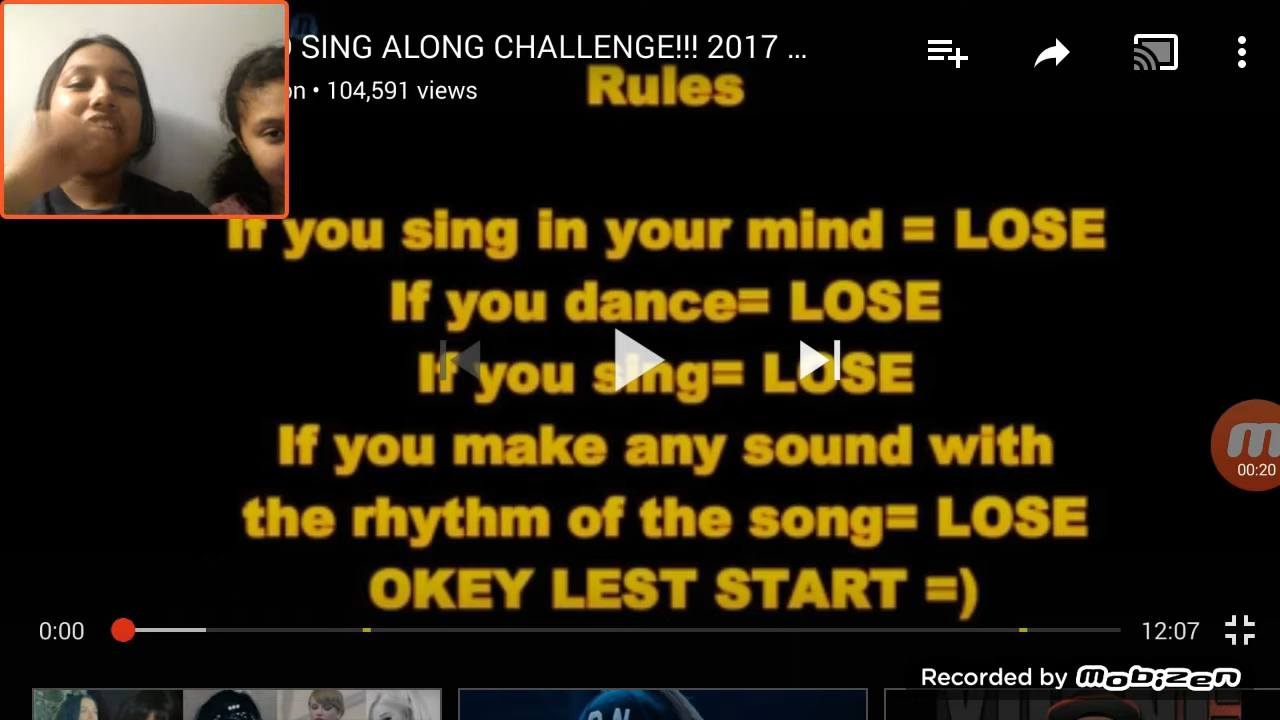 SING ALONG CHALLENGE!!! 2017 ...
on • 104,591 views
Rules
If you sing in your mind = LOSE
If you dance= LOSE
If you sing= LOSE
If you make any sound with
the rhythm of the song= LOSE
OKEY LEST START =)
00:20
0:00
12:07
Recorded by mobizen